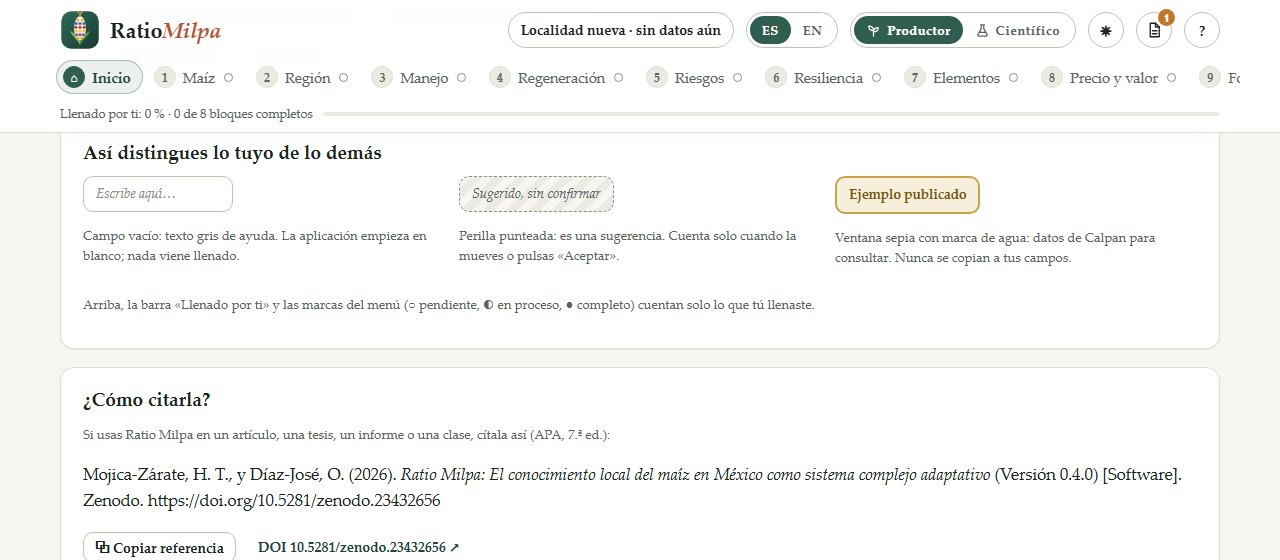 RatioMilpa
Localidad nueva · sin datos aún
ES EN
Productor Científico
1
?
Inicio
1 Maíz
2 Región
3 Manejo
4 Regeneración
5 Riesgos
6 Resiliencia
7 Elementos
8 Precio y valor
9
Llenado por ti: 0 % · 0 de 8 bloques completos
Así distingues lo tuyo de lo demás
Escribe aquí…
Campo vacío: texto gris de ayuda. La aplicación empieza en
blanco; nada viene llenado.
Sugerido, sin confirmar
Perilla punteada: es una sugerencia. Cuenta solo cuando la
mueves o pulsas «Aceptar».
Ejemplo publicado
Ventana sepia con marca de agua: datos de Calpan para
consultar. Nunca se copian a tus campos.
Arriba, la barra «Llenado por ti» y las marcas del menú (○ pendiente, ◐ en proceso, ● completo) cuentan solo lo que tú llenaste.
¿Cómo citarla?
Si usas Ratio Milpa en un artículo, una tesis, un informe o una clase, cítala así (APA, 7.ª ed.):
Mojica-Zárate, H. T., y Díaz-José, O. (2026). Ratio Milpa: El conocimiento local del maíz en México como sistema complejo adaptativo (Versión 0.4.0) [Software].
Zenodo. https://doi.org/10.5281/zenodo.23432656
Copiar referencia
DOI 10.5281/zenodo.23432656 ↗